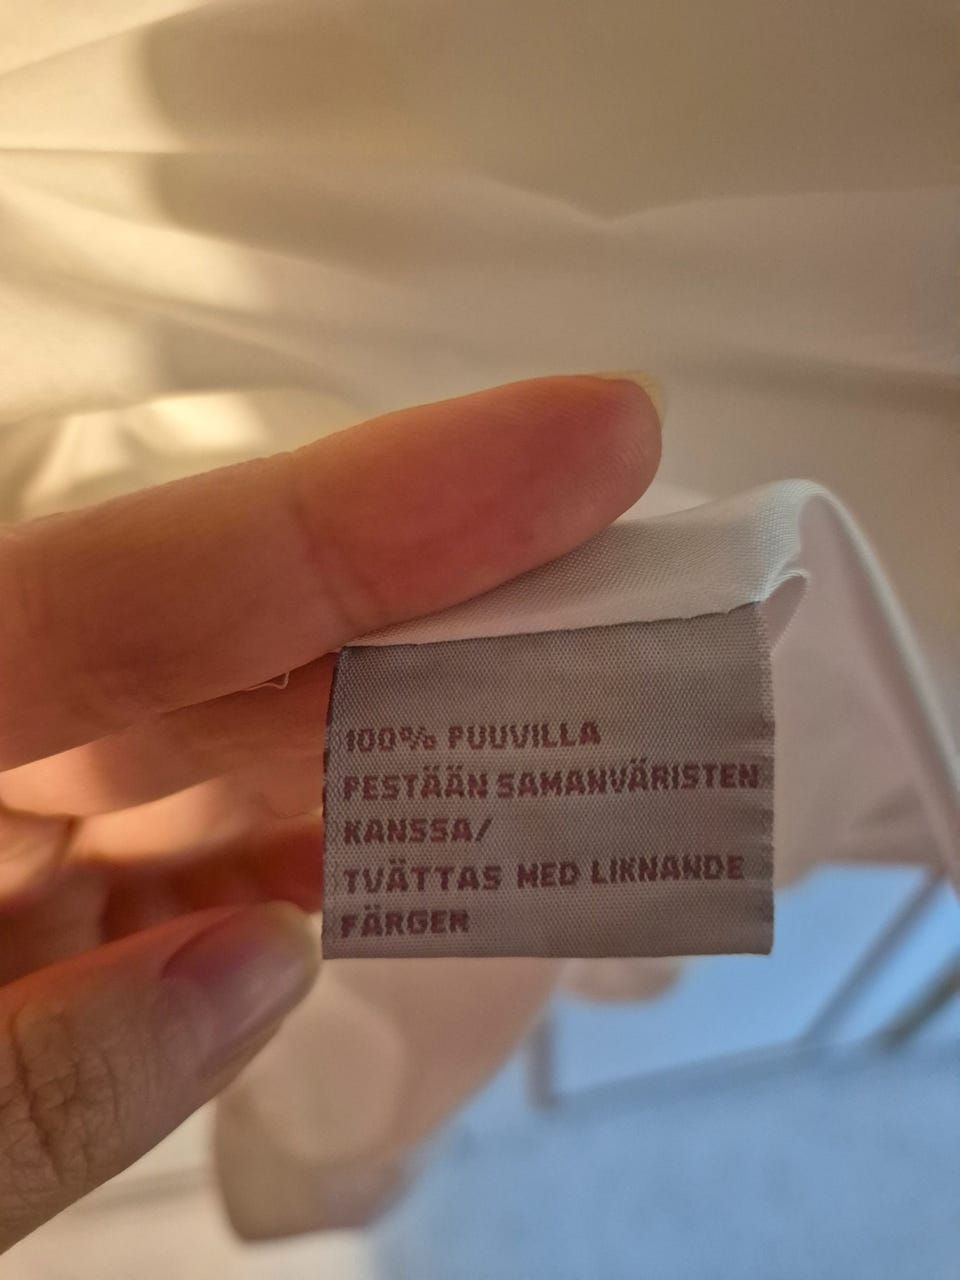 100% PUUVILLA
PESTÄÄN SAMANVÄRISTEN
KANSSA/
TVÄTTAS MED LIKNANDE
FÄRGER